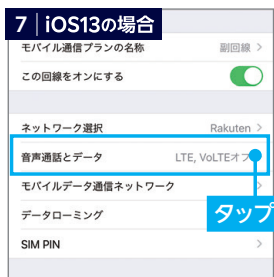 7 iOS13の場合
モバイル通信プランの名称 副回線 >
この回線をオンにする
ネットワーク選択 Rakuten >
音声通話とデータ LTE, VoLTEオフ
モバイルデータ通信ネットワーク >
データローミング
タップ
SIM PIN >